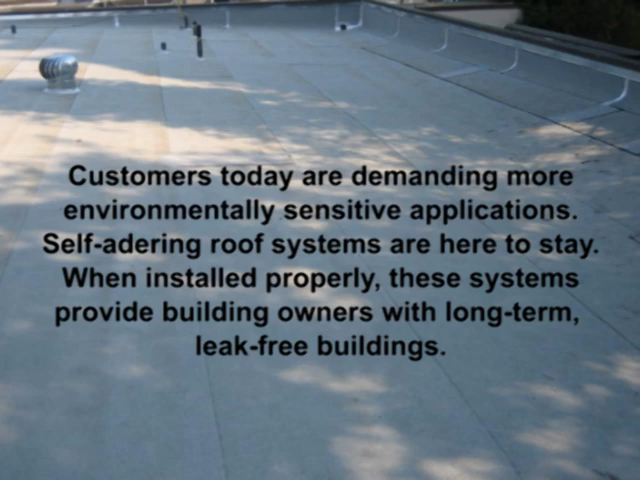 Customers today are demanding more
environmentally sensitive applications.
Self-adering roof systems are here to stay.
When installed properly, these systems
provide building owners with long-term,
leak-free buildings.